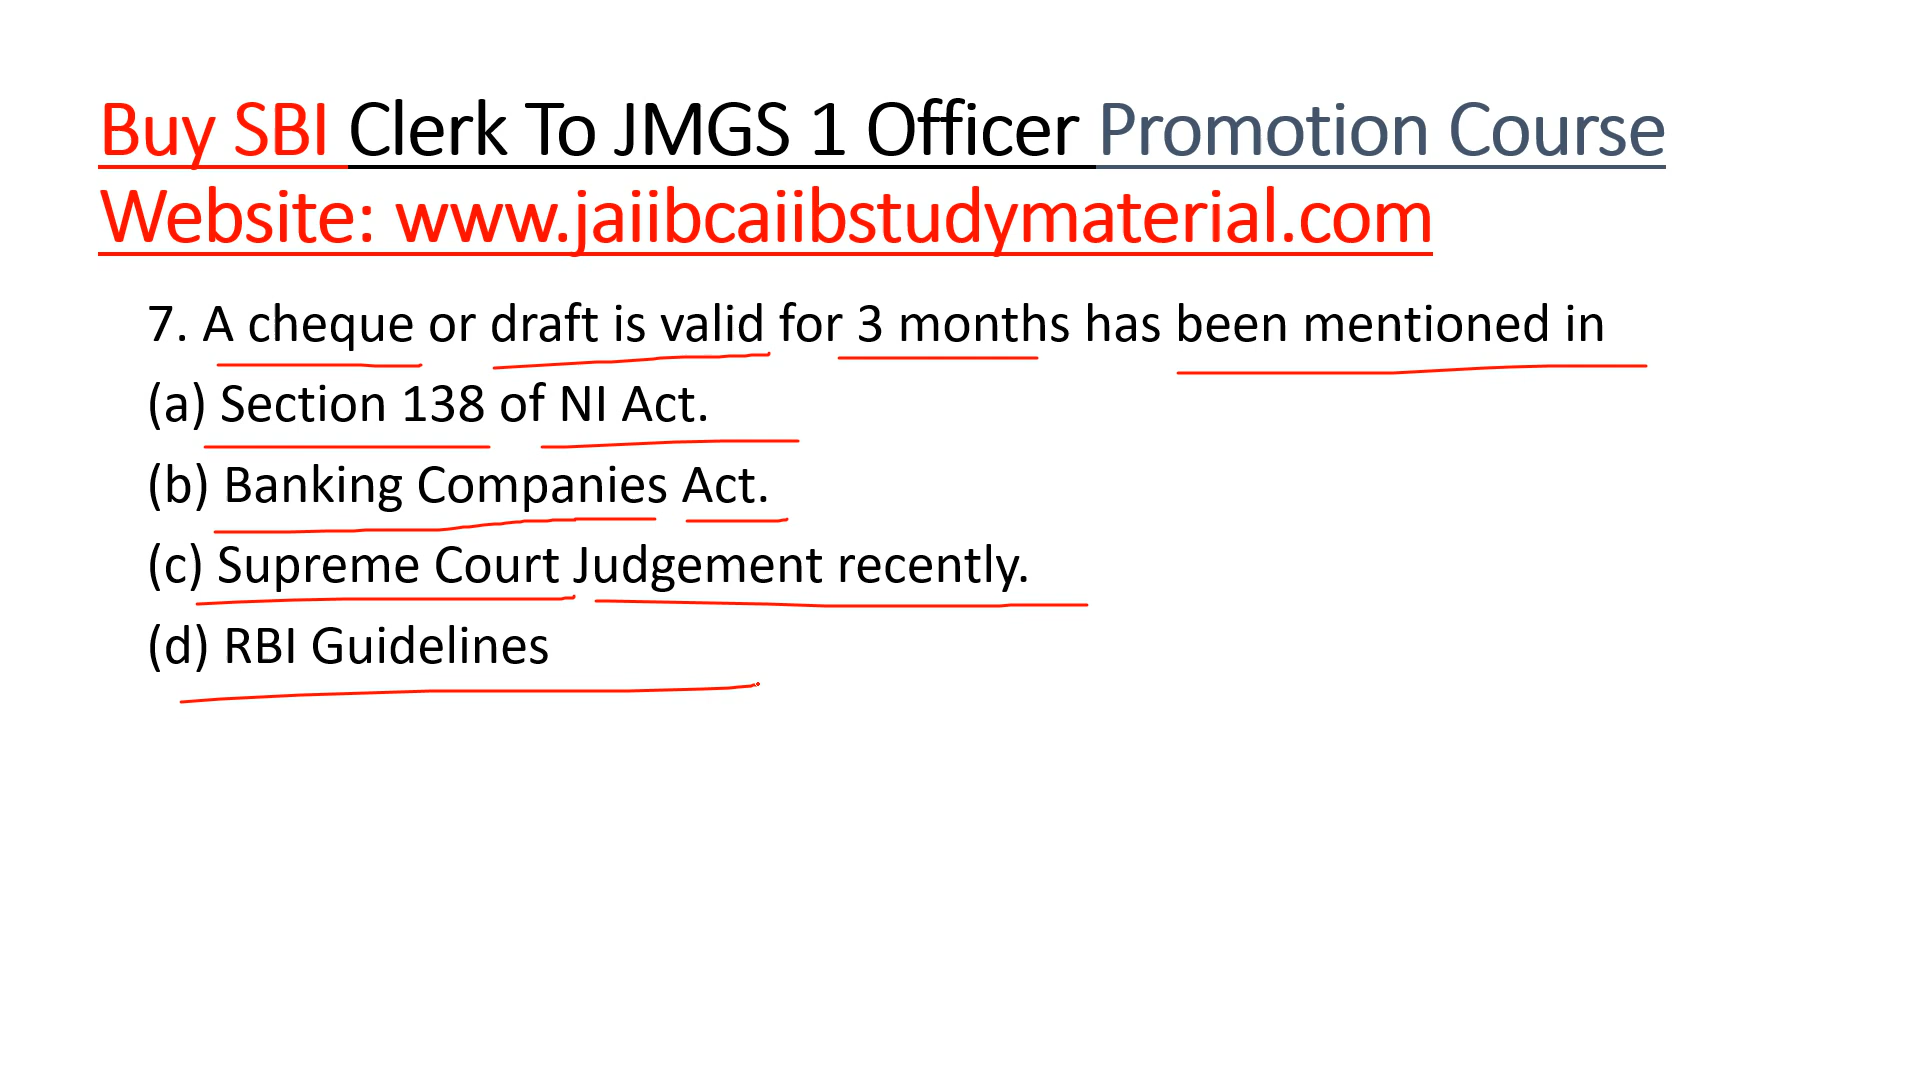 Buy SBI Clerk To JMGS 1 Officer Promotion Course
Website: www.jaiibcaiibstudymaterial.com
7. A cheque or draft is valid for 3 months has been mentioned in
(a) Section 138 of NI Act.
(b) Banking Companies Act.
(c) Supreme Court Judgement recently.
(d) RBI Guidelines